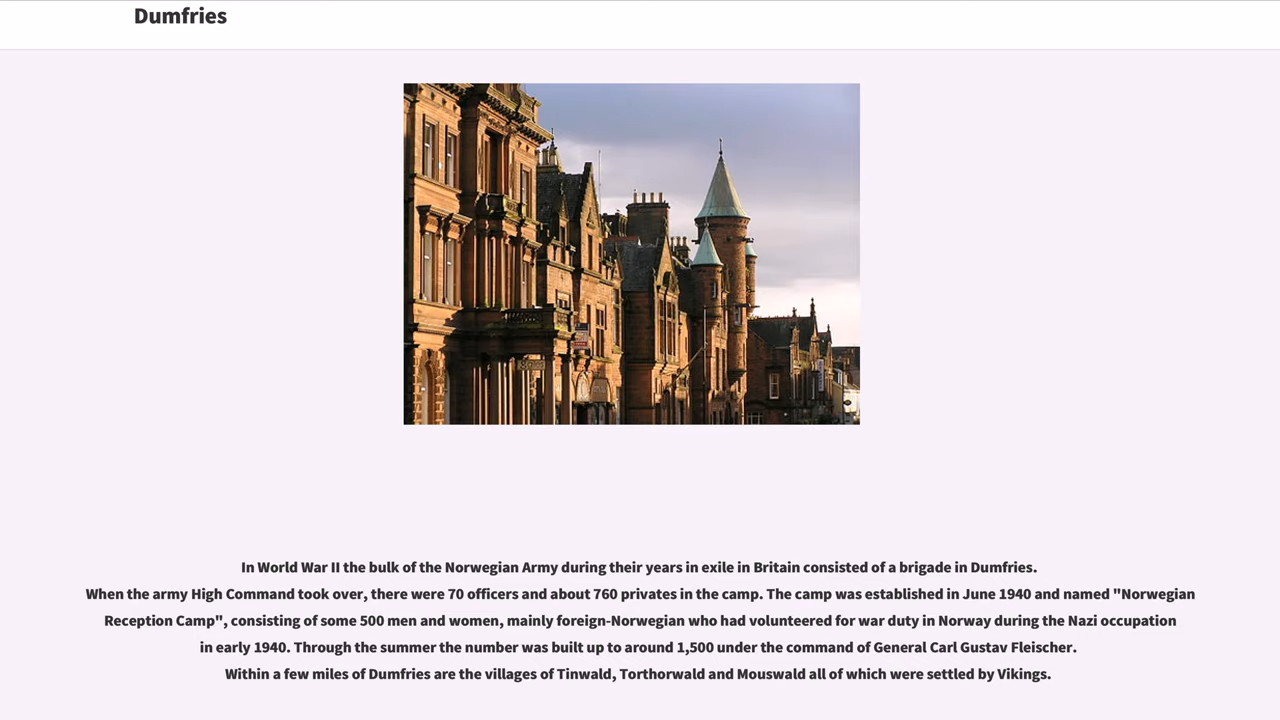 Dumfries
In World War II the bulk of the Norwegian Army during their years in exile in Britain consisted of a brigade in Dumfries.
When the army High Command took over, there were 70 officers and about 760 privates in the camp. The camp was established in June 1940 and named "Norwegian
Reception Camp", consisting of some 500 men and women, mainly foreign-Norwegian who had volunteered for war duty in Norway during the Nazi occupation
in early 1940. Through the summer the number was built up to around 1,500 under the command of General Carl Gustav Fleischer.
Within a few miles of Dumfries are the villages of Tinwald, Torthorwald and Mouswald all of which were settled by Vikings.